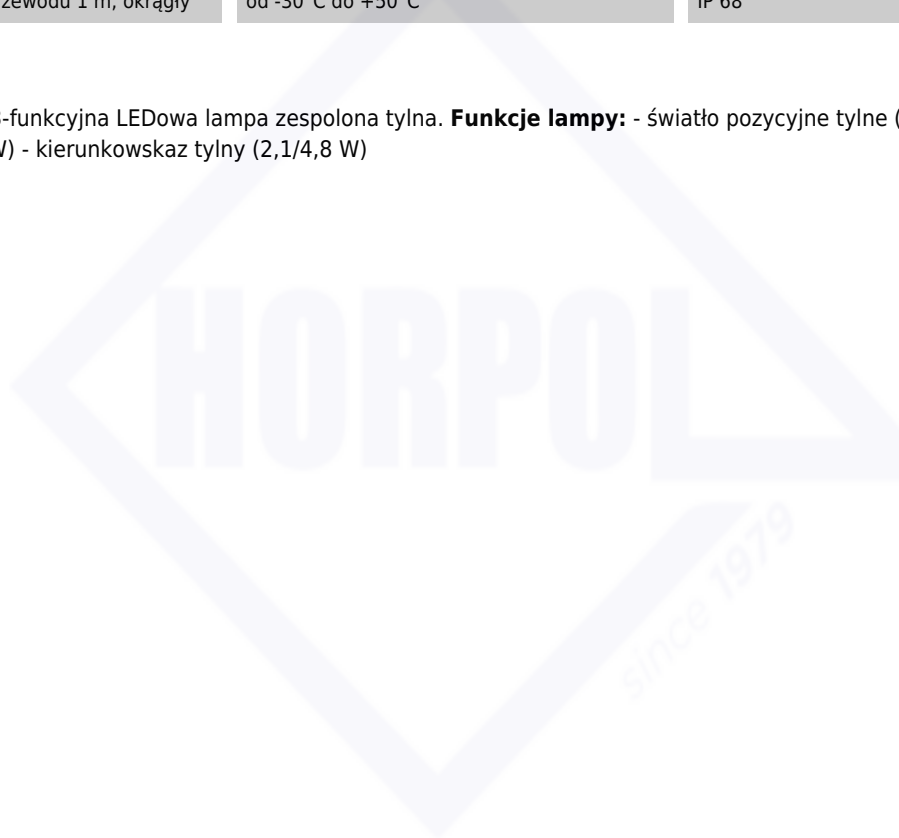 zewodu 1 m, okrągły od -30°C do +50°C IP 68
-funkcyjna LEDowa lampa zespolona tylna. Funkcje lampy: - światło pozycyjne tylne (
W) - kierunkowskaz tylny (2,1/4,8 W)
HORPOL
since 1979